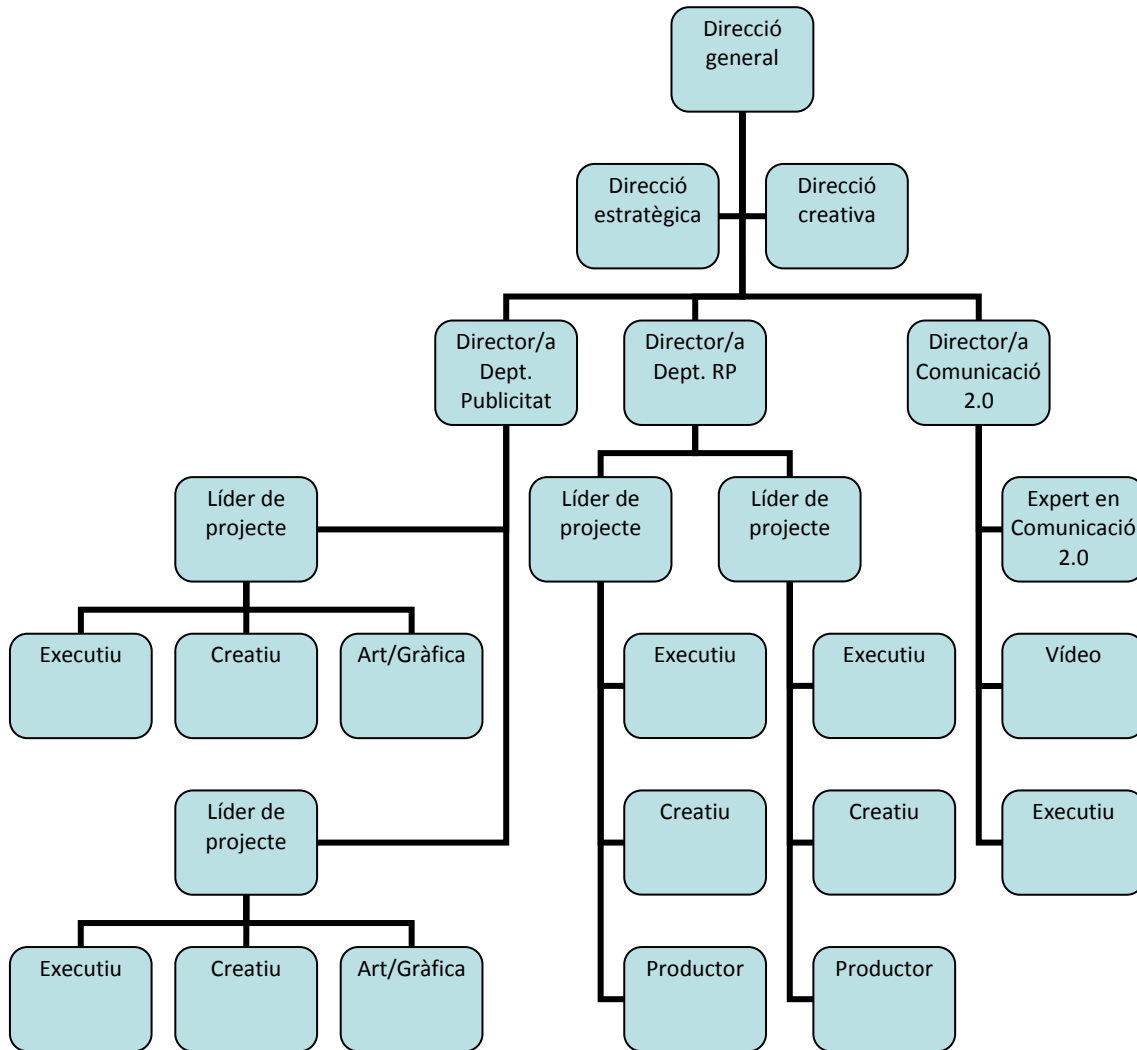 Direcció
general
Direcció
estratègica
Direcció
creativa
Director/a
Dept.
Publicitat
Director/a
Dept. RP
Director/a
Comunicació
2.0
Líder de
projecte
Líder de
projecte
Líder de
projecte
Expert en
Comunicació
2.0
Executiu
Creatiu
Art/Gràfica
Executiu
Executiu
Vídeo
Líder de
projecte
Creatiu
Creatiu
Executiu
Executiu
Creatiu
Art/Gràfica
Productor
Productor